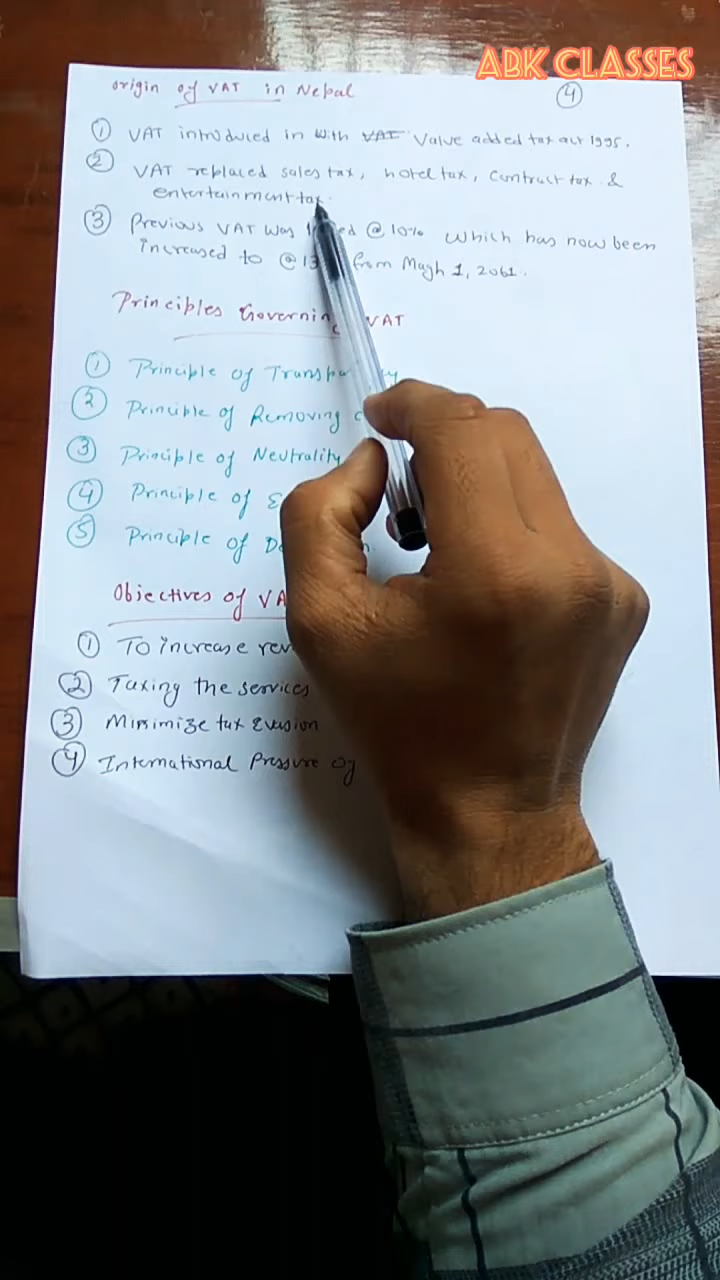 ABK CLASSES
Origin of VAT in Nepal
4
1 VAT introduced in with VAT Value added tax act 1995.
2 VAT replaced sales tax, hotel tax, contract tax &
entertainment tax.
3 Previous VAT was @ 10% which has now been
increased to @ 13 from Magh 1, 2061.
Principles Governing VAT
1 Principle of
2 Principle of Removing
3 Principle of Neutrality
4 Principle of
5 Principle of
Objectives of VA
1 To increase rev
2 Taxing the services
3 Minimize tax Evasion
4 International Pressure of